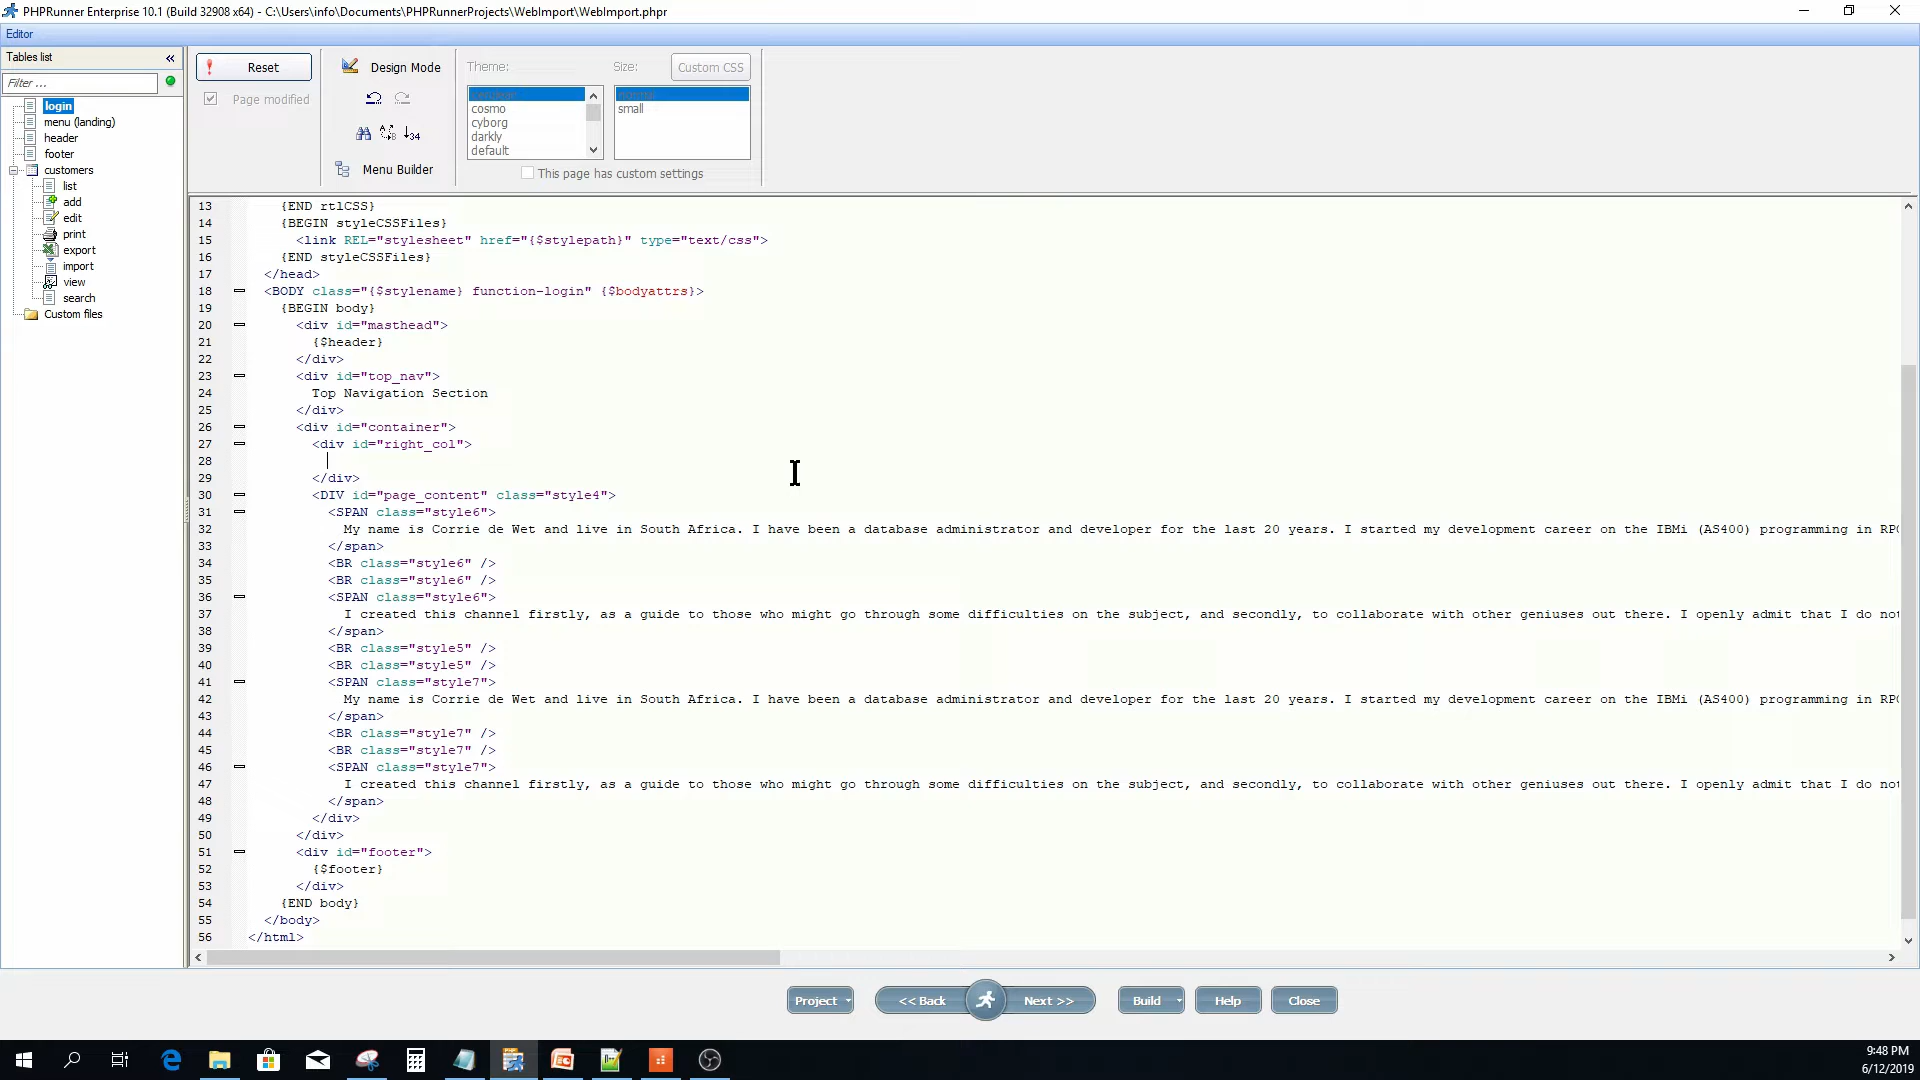 PHPRunner Enterprise 10.1 (Build 32908 x64) - C:\Users\info\Documents\PHPRunnerProjects\WebImport\WebImport.phpr
Editor
Tables list
«
Filter ...
login
menu (landing)
header
footer
customers
list
add
edit
print
export
import
view
search
Custom files
Reset
Page modified
Design Mode
Menu Builder
Theme:
cosmo
cyborg
darkly
default
Size:
small
Custom CSS
This page has custom settings
13 {END rtlCSS}
14 {BEGIN styleCSSFiles}
15 <link REL="stylesheet" href="{$stylepath}" type="text/css">
16 {END styleCSSFiles}
17 </head>
18 <BODY class="{$stylename} function-login" {$bodyattrs}>
19 {BEGIN body}
20 <div id="masthead">
21 {$header}
22 </div>
23 <div id="top_nav">
24 Top Navigation Section
25 </div>
26 <div id="container">
27 <div id="right_col">
28
29 </div>
30 <DIV id="page_content" class="style4">
31 <SPAN class="style6">
32 My name is Corrie de Wet and live in South Africa. I have been a database administrator and developer for the last 20 years. I started my development career on the IBMi (AS400) programming in RP
33 </span>
34 <BR class="style6" />
35 <BR class="style6" />
36 <SPAN class="style6">
37 I created this channel firstly, as a guide to those who might go through some difficulties on the subject, and secondly, to collaborate with other geniuses out there. I openly admit that I do no
38 </span>
39 <BR class="style5" />
40 <BR class="style5" />
41 <SPAN class="style7">
42 My name is Corrie de Wet and live in South Africa. I have been a database administrator and developer for the last 20 years. I started my development career on the IBMi (AS400) programming in RP
43 </span>
44 <BR class="style7" />
45 <BR class="style7" />
46 <SPAN class="style7">
47 I created this channel firstly, as a guide to those who might go through some difficulties on the subject, and secondly, to collaborate with other geniuses out there. I openly admit that I do no
48 </span>
49 </div>
50 </div>
51 <div id="footer">
52 {$footer}
53 </div>
54 {END body}
55 </body>
56 </html>
Project
<< Back
Next >>
Build
Help
Close
9:48 PM
6/12/2019